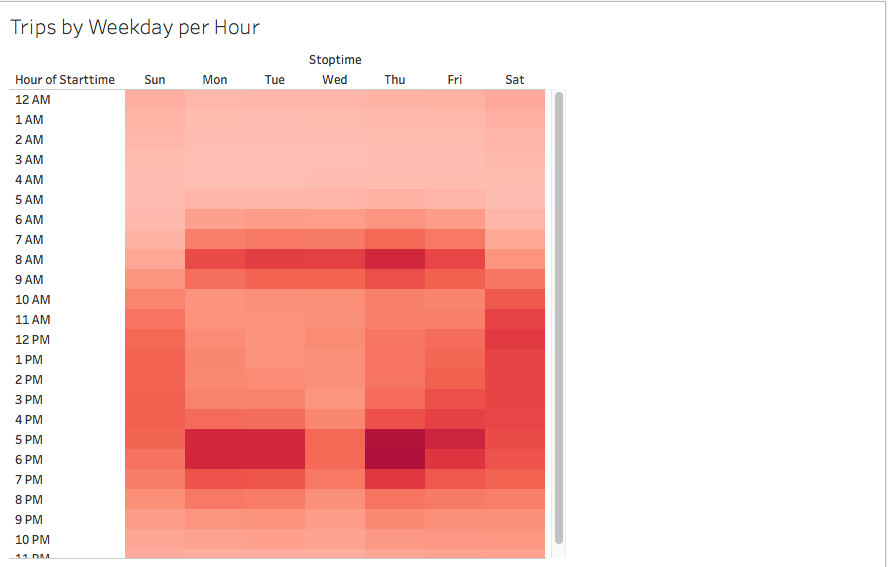 Trips by Weekday per Hour
Stoptime
Hour of Starttime Sun Mon Tue Wed Thu Fri Sat
12 AM
1 AM
2 AM
3 AM
4 AM
5 AM
6 AM
7 AM
8 AM
9 AM
10 AM
11 AM
12 PM
1 PM
2 PM
3 PM
4 PM
5 PM
6 PM
7 PM
8 PM
9 PM
10 PM
11 PM